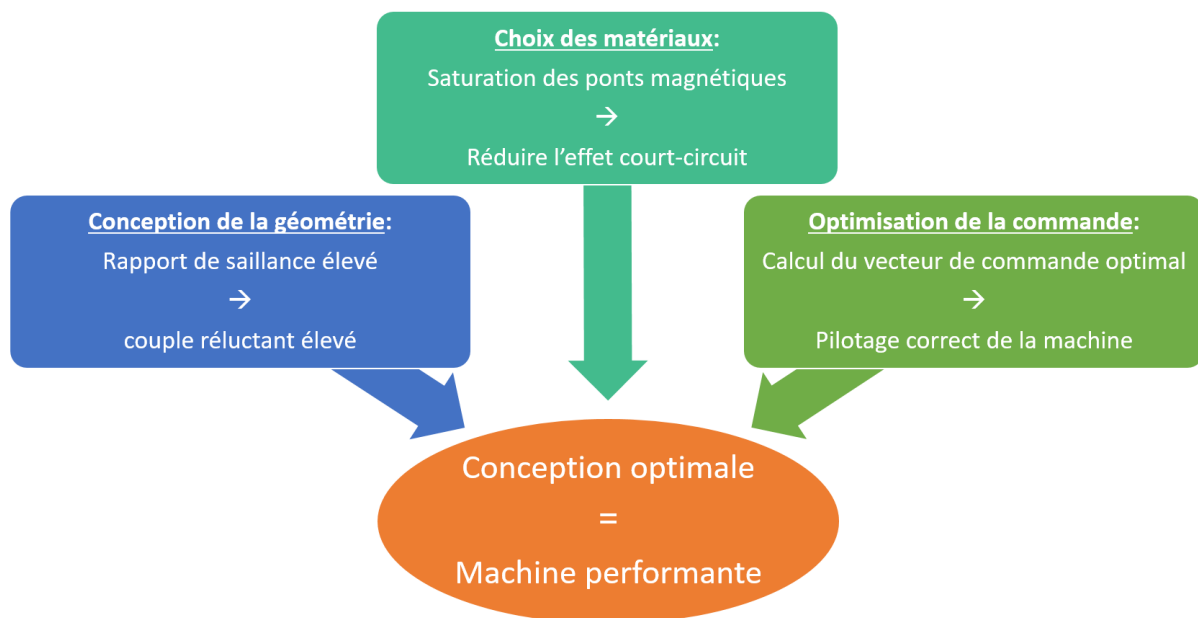 Choix des matériaux:
Saturation des ponts magnétiques
→
Réduire l’effet court-circuit
Conception de la géométrie:
Rapport de saillance élevé
→
couple réluctant élevé
Optimisation de la commande:
Calcul du vecteur de commande optimal
→
Pilotage correct de la machine
Conception optimale
=
Machine performante